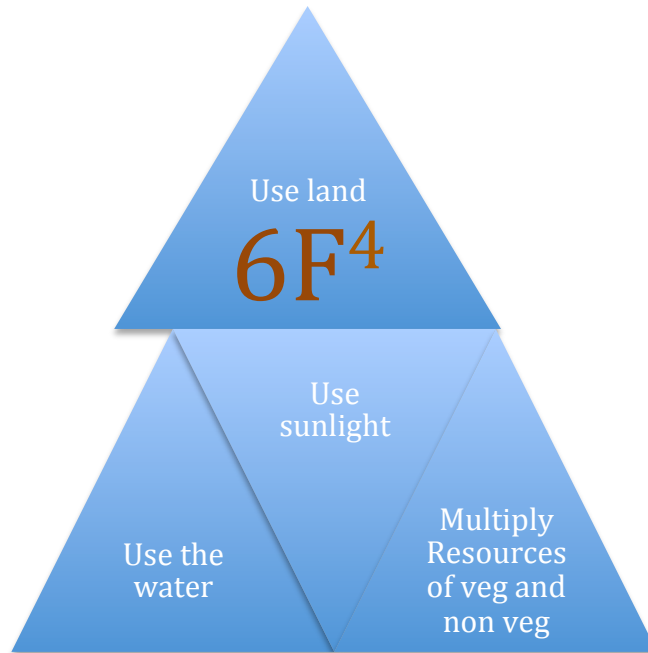 Use land
6F⁴
Use
sunlight
Use the
water
Multiply
Resources
of veg and
non veg